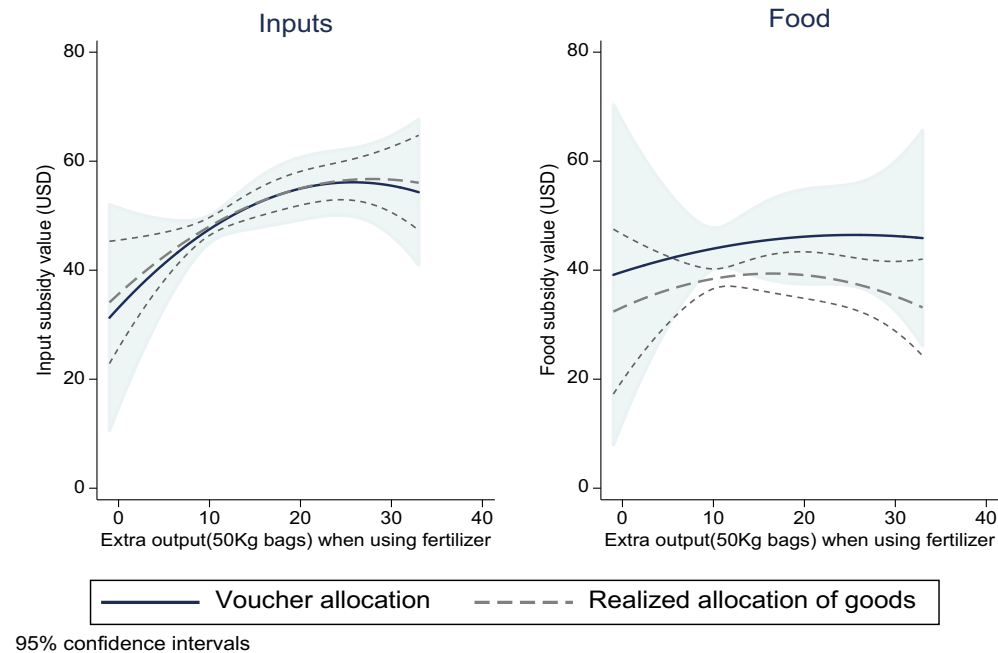 Inputs
Input subsidy value (USD)
80
60
40
20
0
0 10 20 30 40
Extra output(50Kg bags) when using fertilizer
Food
Food subsidy value (USD)
80
60
40
20
0
0 10 20 30 40
Extra output(50Kg bags) when using fertilizer
Voucher allocation Realized allocation of goods
95% confidence intervals